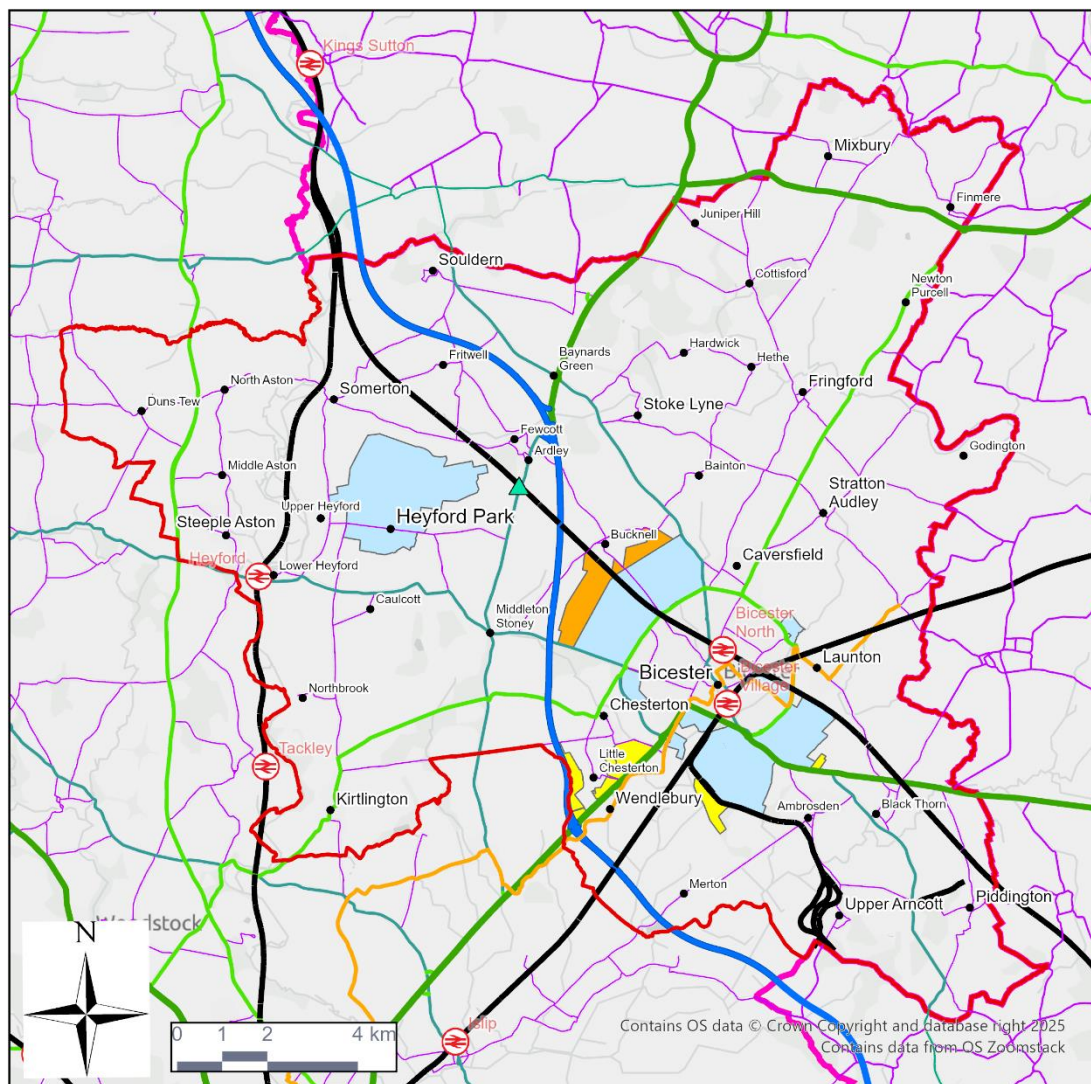 Kings Sutton
Mixbury
Finmere
Juniper Hill
Souldern
Cottisford
Newton
Purcell
Hardwick
Hethe
Fritwell
Baynards
Green
North Aston
Somerton
Fringford
Duns Tew
Stoke Lyne
Fewcott
Ardley
Godington
Middle Aston
Bainton
Stratton
Audley
Upper Heyford
Steeple Aston
Heyford Park
Bucknell
Caversfield
Heyford
Lower Heyford
Caulcott
Middleton
Stoney
Bicester
North
Launton
Bicester
Bicester
Village
Northbrook
Chesterton
Tackley
Little
Chesterton
Kirtlington
Wendlebury
Ambrosden
Black Thorn
Merton
Piddington
Upper Arncott
N
0 1 2 4 km
Islip
Contains OS data © Crown Copyright and database right 2025
Contains data from OS Zoomstack